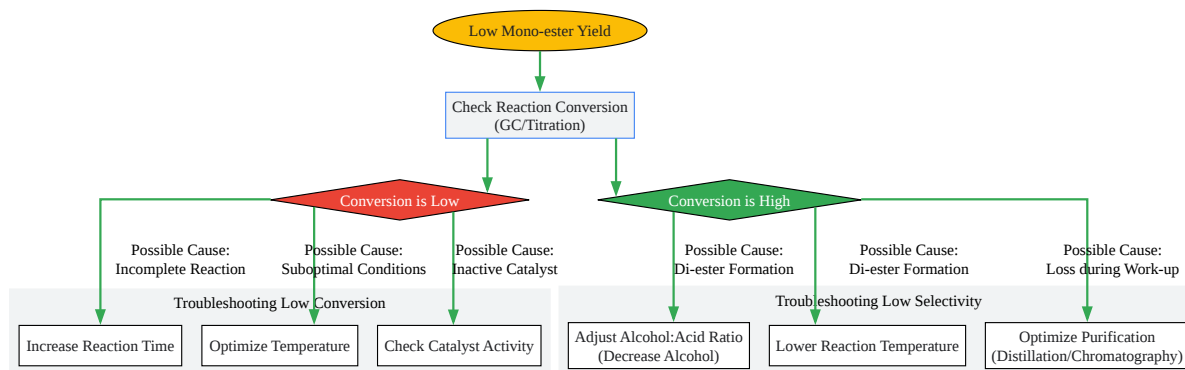 Low Mono-ester Yield
Check Reaction Conversion
(GC/Titration)
Conversion is Low
Conversion is High
Possible Cause:
Incomplete Reaction
Possible Cause:
Suboptimal Conditions
Possible Cause:
Inactive Catalyst
Possible Cause:
Di-ester Formation
Possible Cause:
Di-ester Formation
Possible Cause:
Loss during Work-up
Troubleshooting Low Conversion
Troubleshooting Low Selectivity
Increase Reaction Time
Optimize Temperature
Check Catalyst Activity
Adjust Alcohol:Acid Ratio
(Decrease Alcohol)
Lower Reaction Temperature
Optimize Purification
(Distillation/Chromatography)